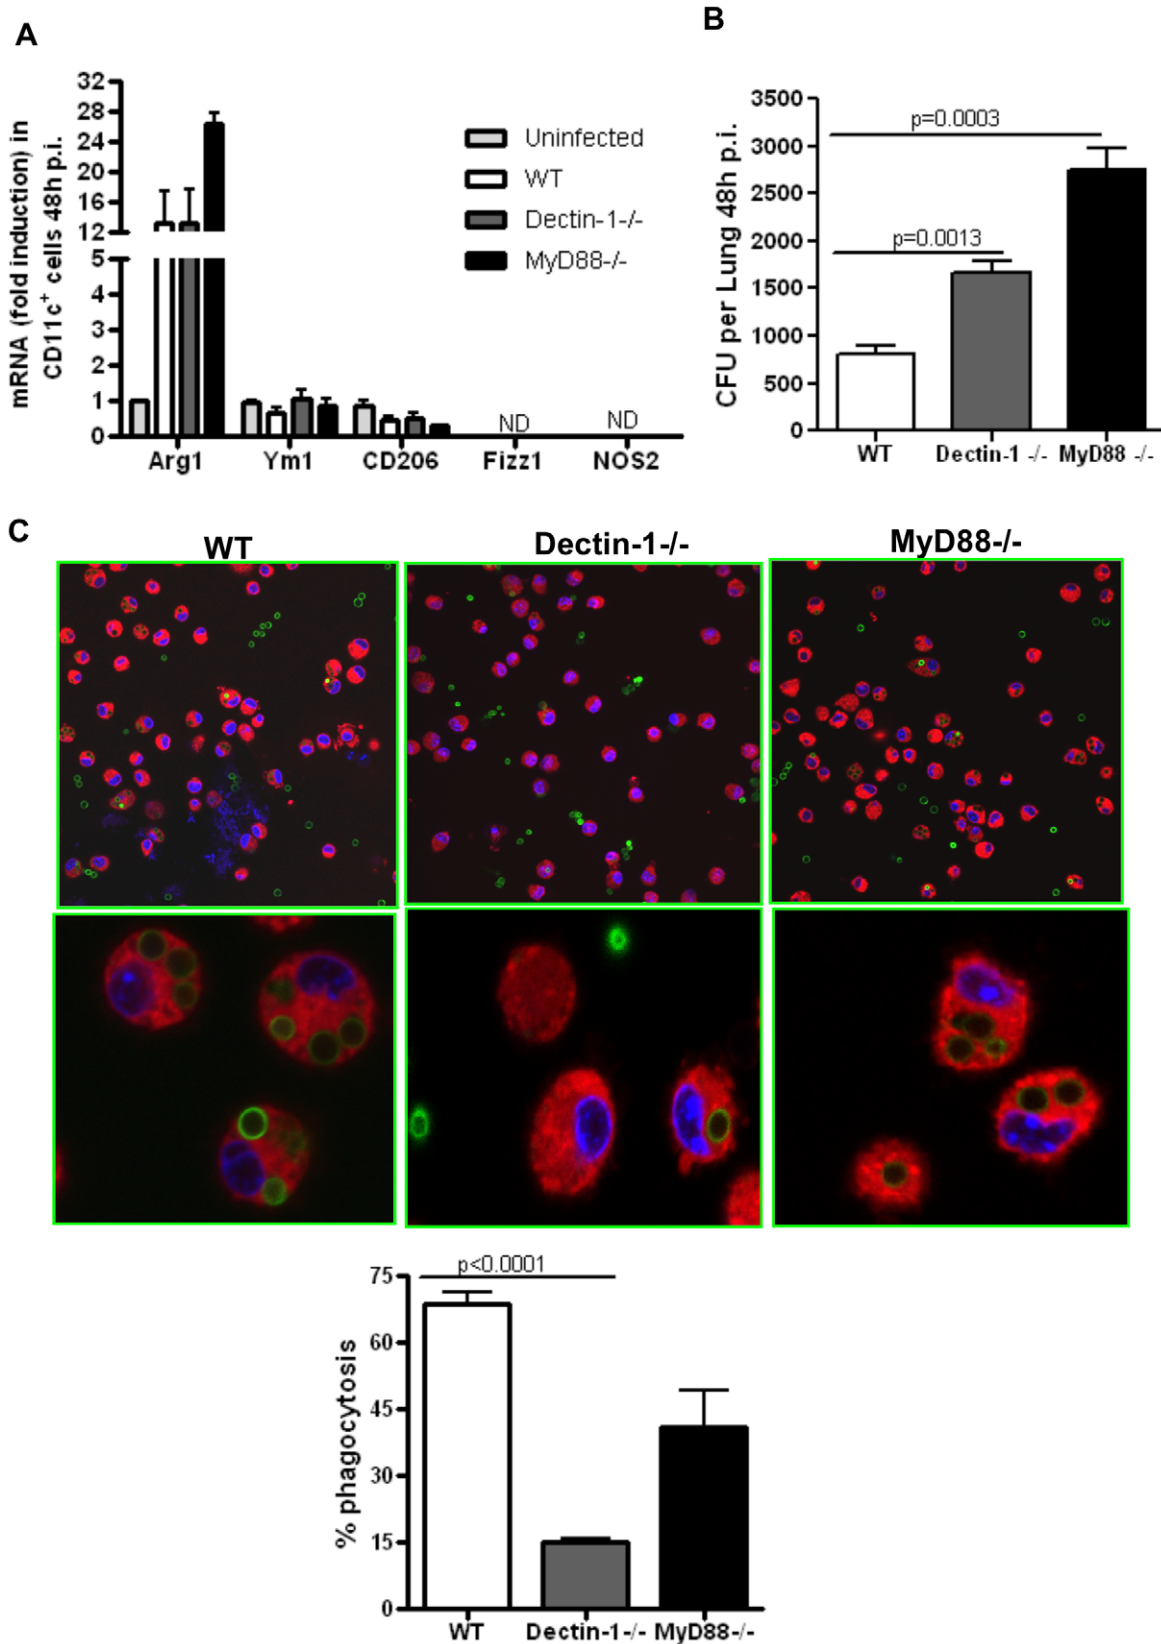 A
mRNA (fold induction) in
CD11c⁺ cells 48h p.i.
32
28
24
20
16
12
5
4
3
2
1
0
Uninfected
WT
Dectin-1-/-
MyD88-/-
ND
ND
Arg1 Ym1 CD206 Fizz1 NOS2
B
CFU per Lung 48h p.i.
3500
3000
2500
2000
1500
1000
500
0
p=0.0003
p=0.0013
WT Dectin-1 -/- MyD88 -/-
C
WT Dectin-1-/- MyD88-/-
% phagocytosis
75
60
45
30
15
0
p<0.0001
WT Dectin-1-/- MyD88-/-